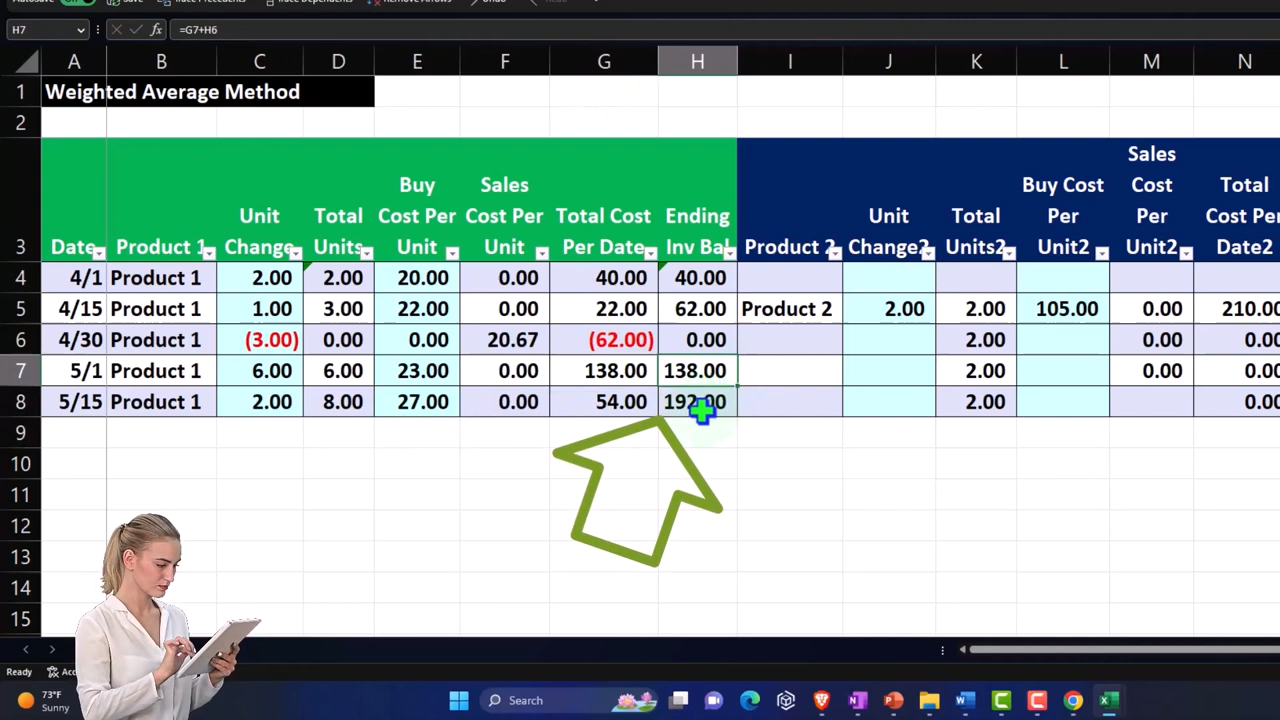 H7 =G7+H6
A B C D E F G H I J K L M N
1 Weighted Average Method
2
Sales
Buy Sales Buy Cost Cost Total
Unit Total Cost Per Cost Per Total Cost Ending Unit Total Per Per Cost Per
3 Date Product 1 Change Units Unit Unit Per Date Inv Bal Product 2 Change2 Units2 Unit2 Unit2 Date2
4 4/1 Product 1 2.00 2.00 20.00 0.00 40.00 40.00
5 4/15 Product 1 1.00 3.00 22.00 0.00 22.00 62.00 Product 2 2.00 2.00 105.00 0.00 210.00
6 4/30 Product 1 (3.00) 0.00 0.00 20.67 (62.00) 0.00 2.00 0.00 0.00
7 5/1 Product 1 6.00 6.00 23.00 0.00 138.00 138.00 2.00 0.00 0.00
8 5/15 Product 1 2.00 8.00 27.00 0.00 54.00 192.00 2.00 0.00
9
10
11
12
13
14
15
Ready
73°F
Sunny
Search